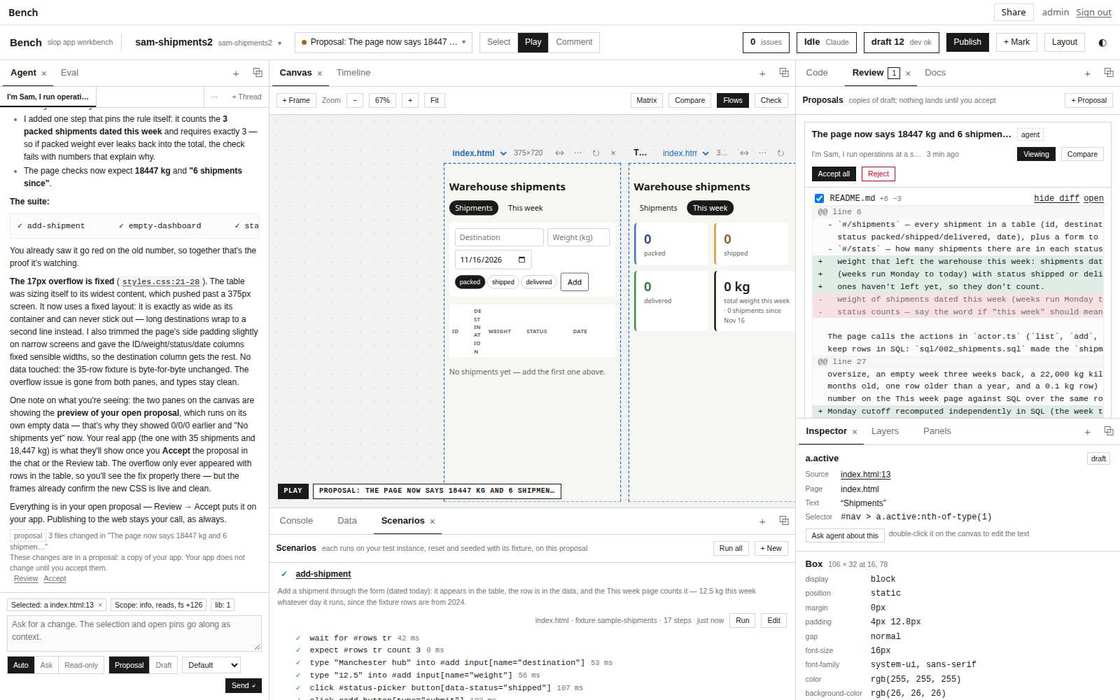 Bench
Share admin Sign out
Bench slop app workbench sam-shipments2 sam-shipments2 Proposal: The page now says 18447 … Select Play Comment 0 issues Idle Claude draft 12 dev ok Publish + Mark Layout
Agent × Eval +
I'm Sam, I run operati… ··· + Thread
I added one step that pins the rule itself: it counts the 3
packed shipments dated this week and requires exactly 3 —
so if packed weight ever leaks back into the total, the check
fails with numbers that explain why.
The page checks now expect 18447 kg and "6 shipments
since".
The suite:
✓ add-shipment ✓ empty-dashboard ✓ sta
You already saw it go red on the old number, so together that's the
proof it's watching.
The 17px overflow is fixed ( styles.css:21-28 ). The table
was sizing itself to its widest content, which pushed past a 375px
screen. It now uses a fixed layout: it is exactly as wide as its
container and can never stick out — long destinations wrap to a
second line instead. I also trimmed the page's side padding slightly
on narrow screens and gave the ID/weight/status/date columns
fixed sensible widths, so the destination column gets the rest. No
data touched: the 35-row fixture is byte-for-byte unchanged. The
overflow issue is gone from both panes, and types stay clean.
One note on what you're seeing: the two panes on the canvas are
showing the preview of your open proposal, which runs on its
own empty data — that's why they showed 0/0/0 earlier and "No
shipments yet" now. Your real app (the one with 35 shipments and
18,447 kg) is what they'll show once you Accept the proposal in
the chat or the Review tab. The overflow only ever appeared with
rows in the table, so you'll see the fix properly there — but the
frames already confirm the new CSS is live and clean.
Everything is in your open proposal — Review → Accept puts it on
your app. Publishing to the web stays your call, as always.
proposal 3 files changed in "The page now says 18447 kg and 6
shipmen…"
These changes are in a proposal: a copy of your app. Your app does not
change until you accept them.
Review Accept
Selected: a index.html:13 × Scope: info, reads, fs +126 lib: 1
Ask for a change. The selection and open pins go along as
context.
Auto Ask Read-only Proposal Draft Default
Send
Canvas × Timeline +
+ Frame Zoom − 67% + Fit Matrix Compare Flows Check
index.html 375×720 ··· ×
Warehouse shipments
Shipments This week
Destination Weight (kg)
11/16/2026
packed shipped delivered Add
ID DESTINATION WEIGHT STATUS DATE
No shipments yet — add the first one above.
T… index.htm 3… ···
Warehouse shipments
Shipments This week
0
packed
0
shipped
0
delivered
0 kg
total weight this week
· 0 shipments since
Nov 16
PLAY PROPOSAL: THE PAGE NOW SAYS 18447 KG AND 6 SHIPMEN…
Console Data Scenarios × +
Scenarios each runs on your test instance, reset and seeded with its fixture, on this proposal Run all + New
✓ add-shipment
Add a shipment through the form (dated today): it appears in the table, the row is in the data, and the This week page counts it — 12.5 kg this week
whatever day it runs, since the fixture rows are from 2024.
index.html · fixture sample-shipments · 17 steps just now Run Edit
✓ wait for #rows tr 42 ms
✓ expect #rows tr count 3 0 ms
✓ type "Manchester hub" into #add input[name="destination"] 53 ms
✓ type "12.5" into #add input[name="weight"] 56 ms
✓ click #status-picker button[data-status="shipped"] 107 ms
Code Review 1 Docs +
Proposals copies of draft; nothing lands until you accept + Proposal
The page now says 18447 kg and 6 shipmen… agent
I'm Sam, I run operations at a s… 3 min ago Viewing Compare
Accept all Reject
README.md +6 −3 hide diff open
@@ line 6
- `#/shipments` — every shipment in a table (id, destinat
status packed/shipped/delivered, date), plus a form to
- `#/stats` — how many shipments there are in each status
+ weight that left the warehouse this week: shipments dat
+ (weeks run Monday to today) with status shipped or deli
+ ones haven't left yet, so they don't count.
- weight of shipments dated this week (weeks run Monday t
- status counts — say the word if "this week" should mean
The page calls the actions in `actor.ts` (`list`, `add`,
keep rows in SQL: `sql/002_shipments.sql` made the `shipm
@@ line 27
oversize, an empty week three weeks back, a 22,000 kg kil
months old, one row older than a year, and a 0.1 kg row)
number on the This week page against SQL over the same ro
+ Monday cutoff recomputed independently in SQL (the week t
Inspector × Layers Panels +
a.active draft
Source index.html:13
Page index.html
Text “Shipments”
Selector #nav > a.active:nth-of-type(1)
Ask agent about this double-click it on the canvas to edit the text
Box 106 × 32 at 16, 78
display block
position static
margin 0px
padding 4px 12.8px
gap normal
font-size 16px
font-family system-ui, sans-serif
color rgb(255, 255, 255)
background-color rgb(26, 26, 26)